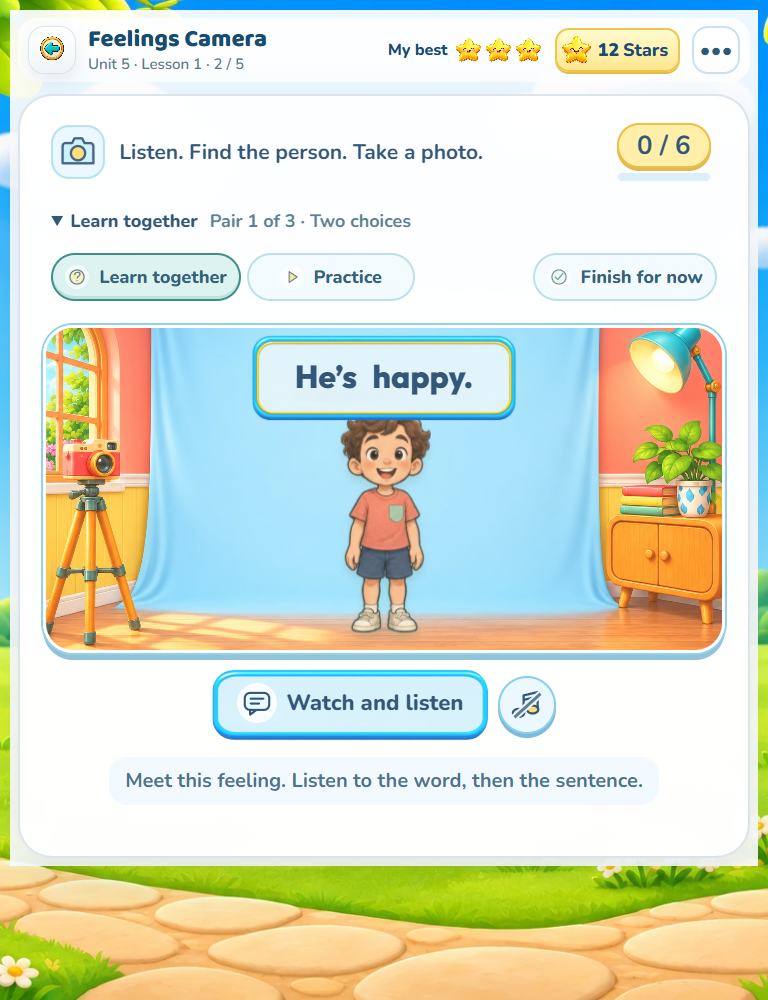 Feelings Camera
Unit 5 · Lesson 1 · 2 / 5
My best
12 Stars
Listen. Find the person. Take a photo.
0 / 6
Learn together Pair 1 of 3 · Two choices
Learn together
Practice
Finish for now
He's happy.
Watch and listen
Meet this feeling. Listen to the word, then the sentence.